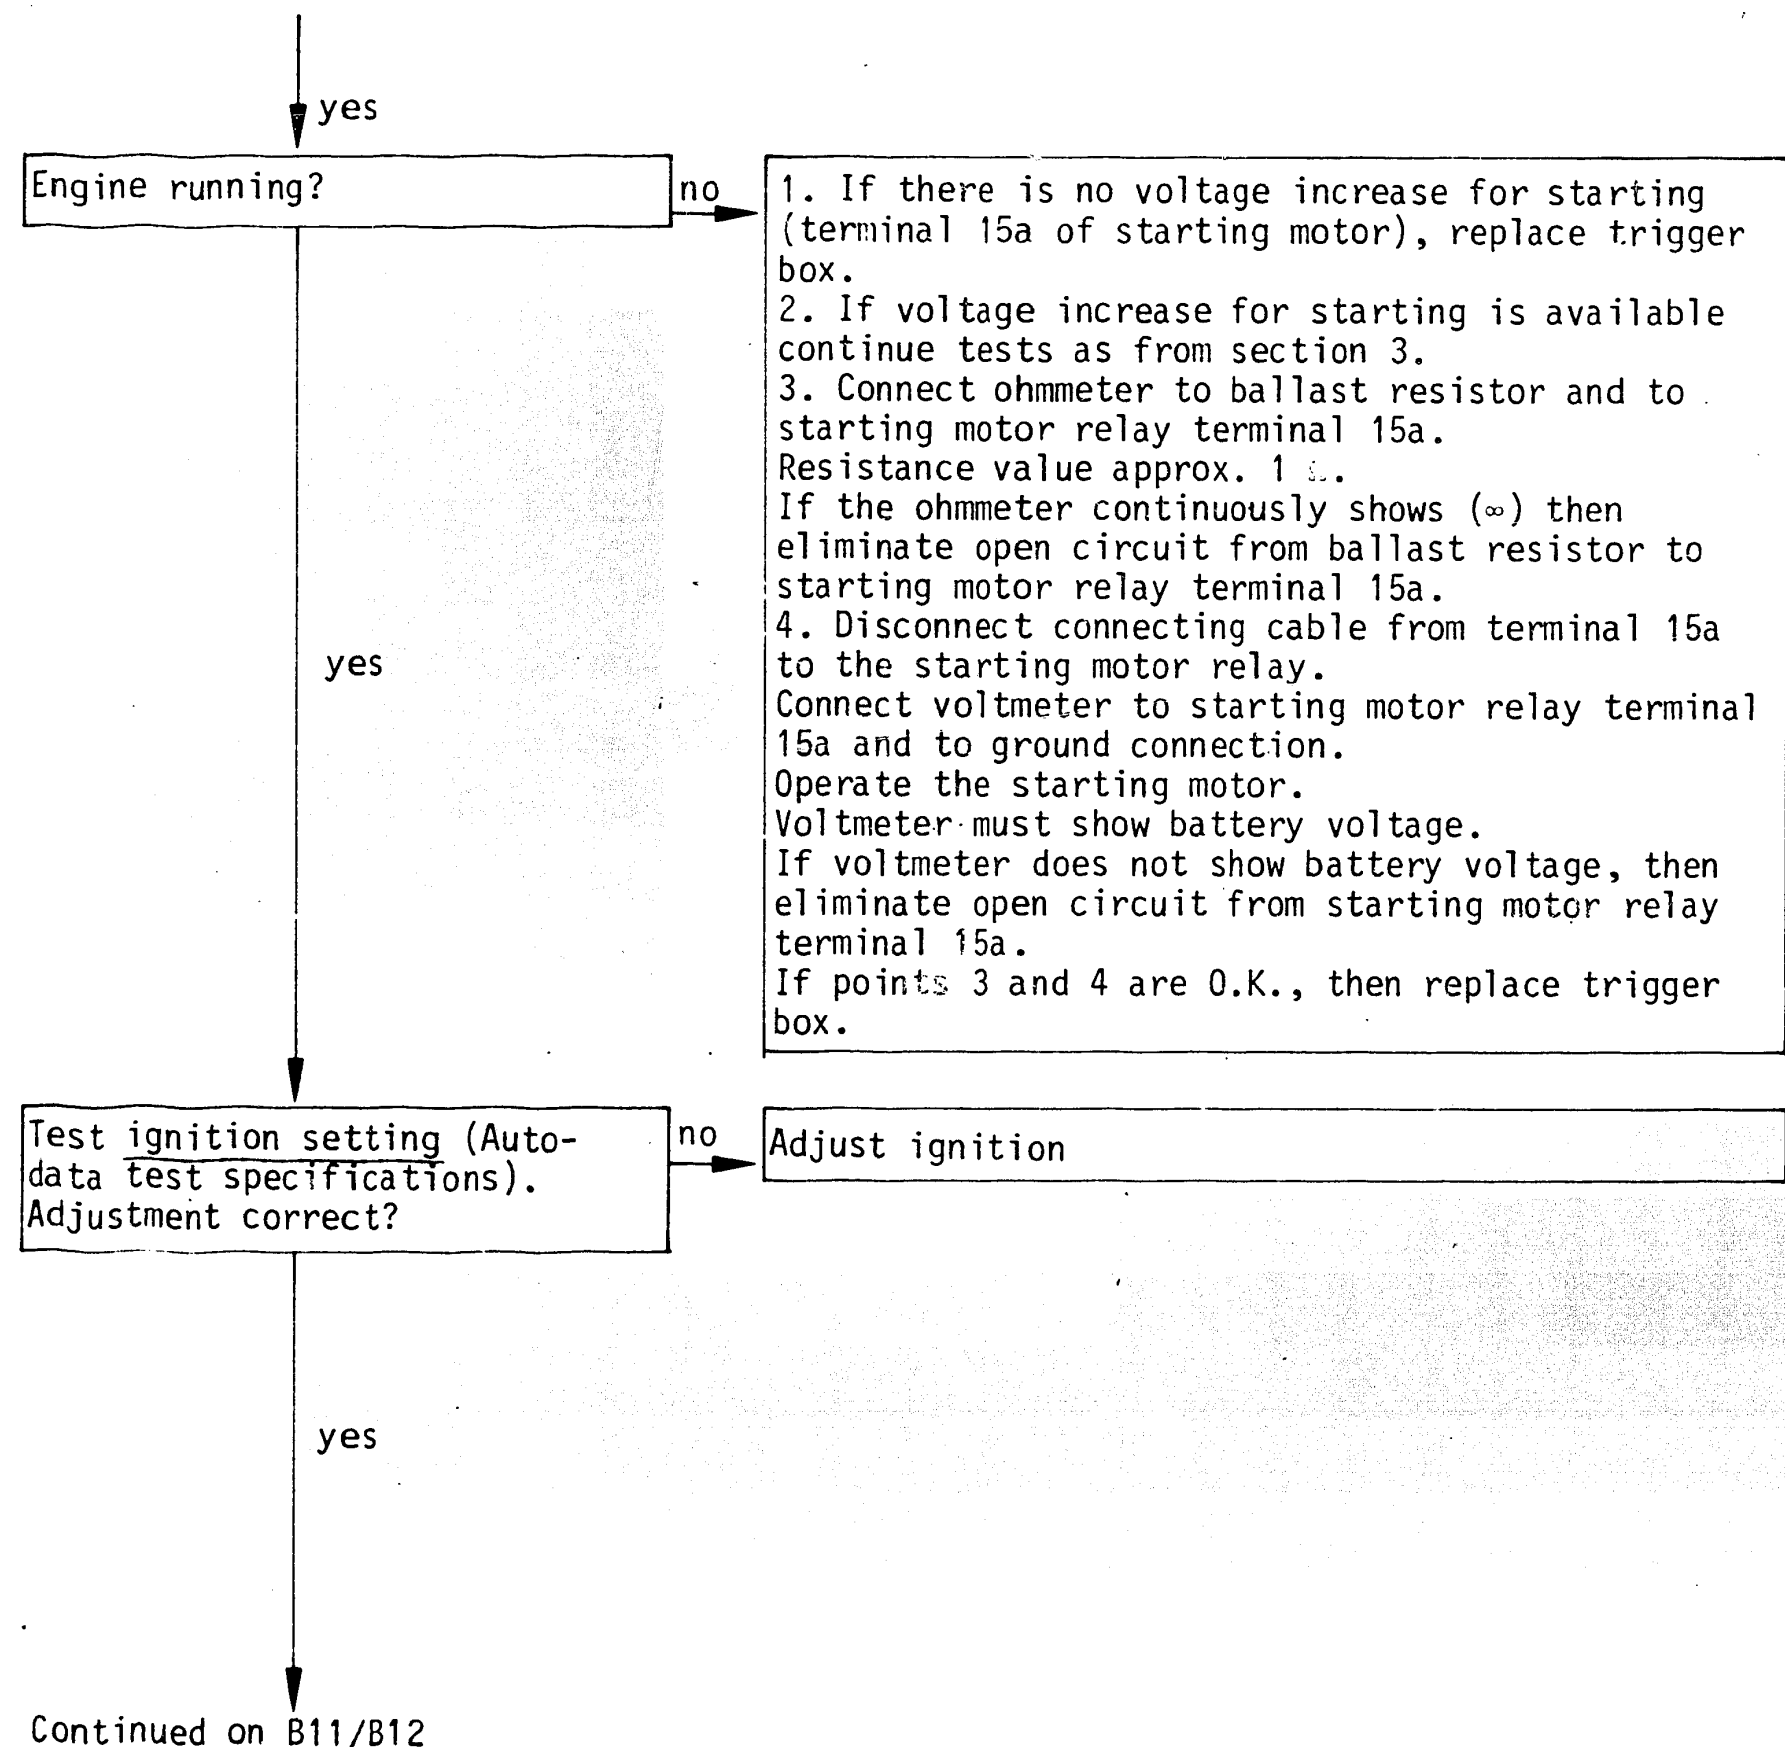 yes
Engine running?
no
1. If there is no voltage increase for starting
(terminal 15a of starting motor), replace trigger
box.
2. If voltage increase for starting is available
continue tests as from section 3.
3. Connect ohmmeter to ballast resistor and to
starting motor relay terminal 15a.
Resistance value approx. 1
If the ohmmeter continuously shows (∞) then
eliminate open circuit from ballast resistor to
starting motor relay terminal 15a.
4. Disconnect connecting cable from terminal 15a
to the starting motor relay.
Connect voltmeter to starting motor relay terminal
15a and to ground connection.
Operate the starting motor.
Voltmeter must show battery voltage.
If voltmeter does not show battery voltage, then
eliminate open circuit from starting motor relay
terminal 15a.
If points 3 and 4 are O.K., then replace trigger
box.
yes
Test ignition setting (Auto-
data test specifications).
Adjustment correct?
no
Adjust ignition
yes
Continued on B11/B12